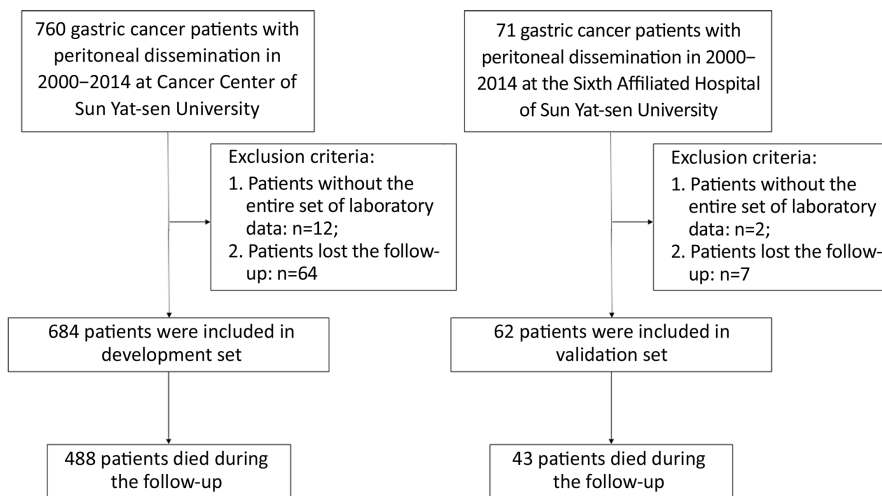 760 gastric cancer patients with
peritoneal dissemination in
2000−2014 at Cancer Center of
Sun Yat-sen University
Exclusion criteria:
1. Patients without the
entire set of laboratory
data: n=12;
2. Patients lost the follow-
up: n=64
684 patients were included in
development set
488 patients died during
the follow-up
71 gastric cancer patients with
peritoneal dissemination in 2000−
2014 at the Sixth Affiliated Hospital
of Sun Yat-sen University
Exclusion criteria:
1. Patients without the
entire set of laboratory
data: n=2;
2. Patients lost the follow-
up: n=7
62 patients were included in
validation set
43 patients died during
the follow-up